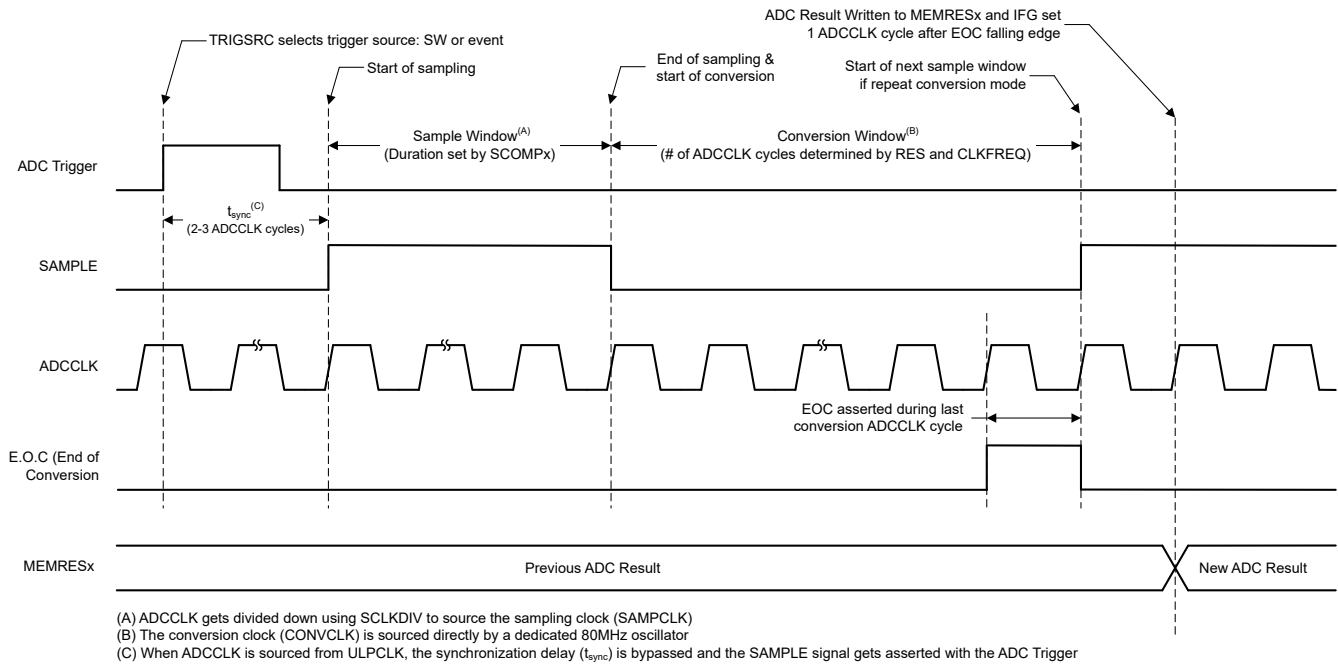 ADC Result Written to MEMRESx and IFG set
1 ADCCLK cycle after EOC falling edge
TRIGSRC selects trigger source: SW or event
Start of sampling
End of sampling &
start of conversion
Start of next sample window
if repeat conversion mode
Sample Window(A)
(Duration set by SCOMPx)
Conversion Window(B)
(# of ADCCLK cycles determined by RES and CLKFREQ)
ADC Trigger
tsync(C)
(2-3 ADCCLK cycles)
SAMPLE
ADCCLK
EOC asserted during last
conversion ADCCLK cycle
E.O.C (End of
Conversion
MEMRESx
Previous ADC Result
New ADC Result
(A) ADCCLK gets divided down using SCLKDIV to source the sampling clock (SAMPCLK)
(B) The conversion clock (CONVCLK) is sourced directly by a dedicated 80MHz oscillator
(C) When ADCCLK is sourced from ULPCLK, the synchronization delay (tsync) is bypassed and the SAMPLE signal gets asserted with the ADC Trigger